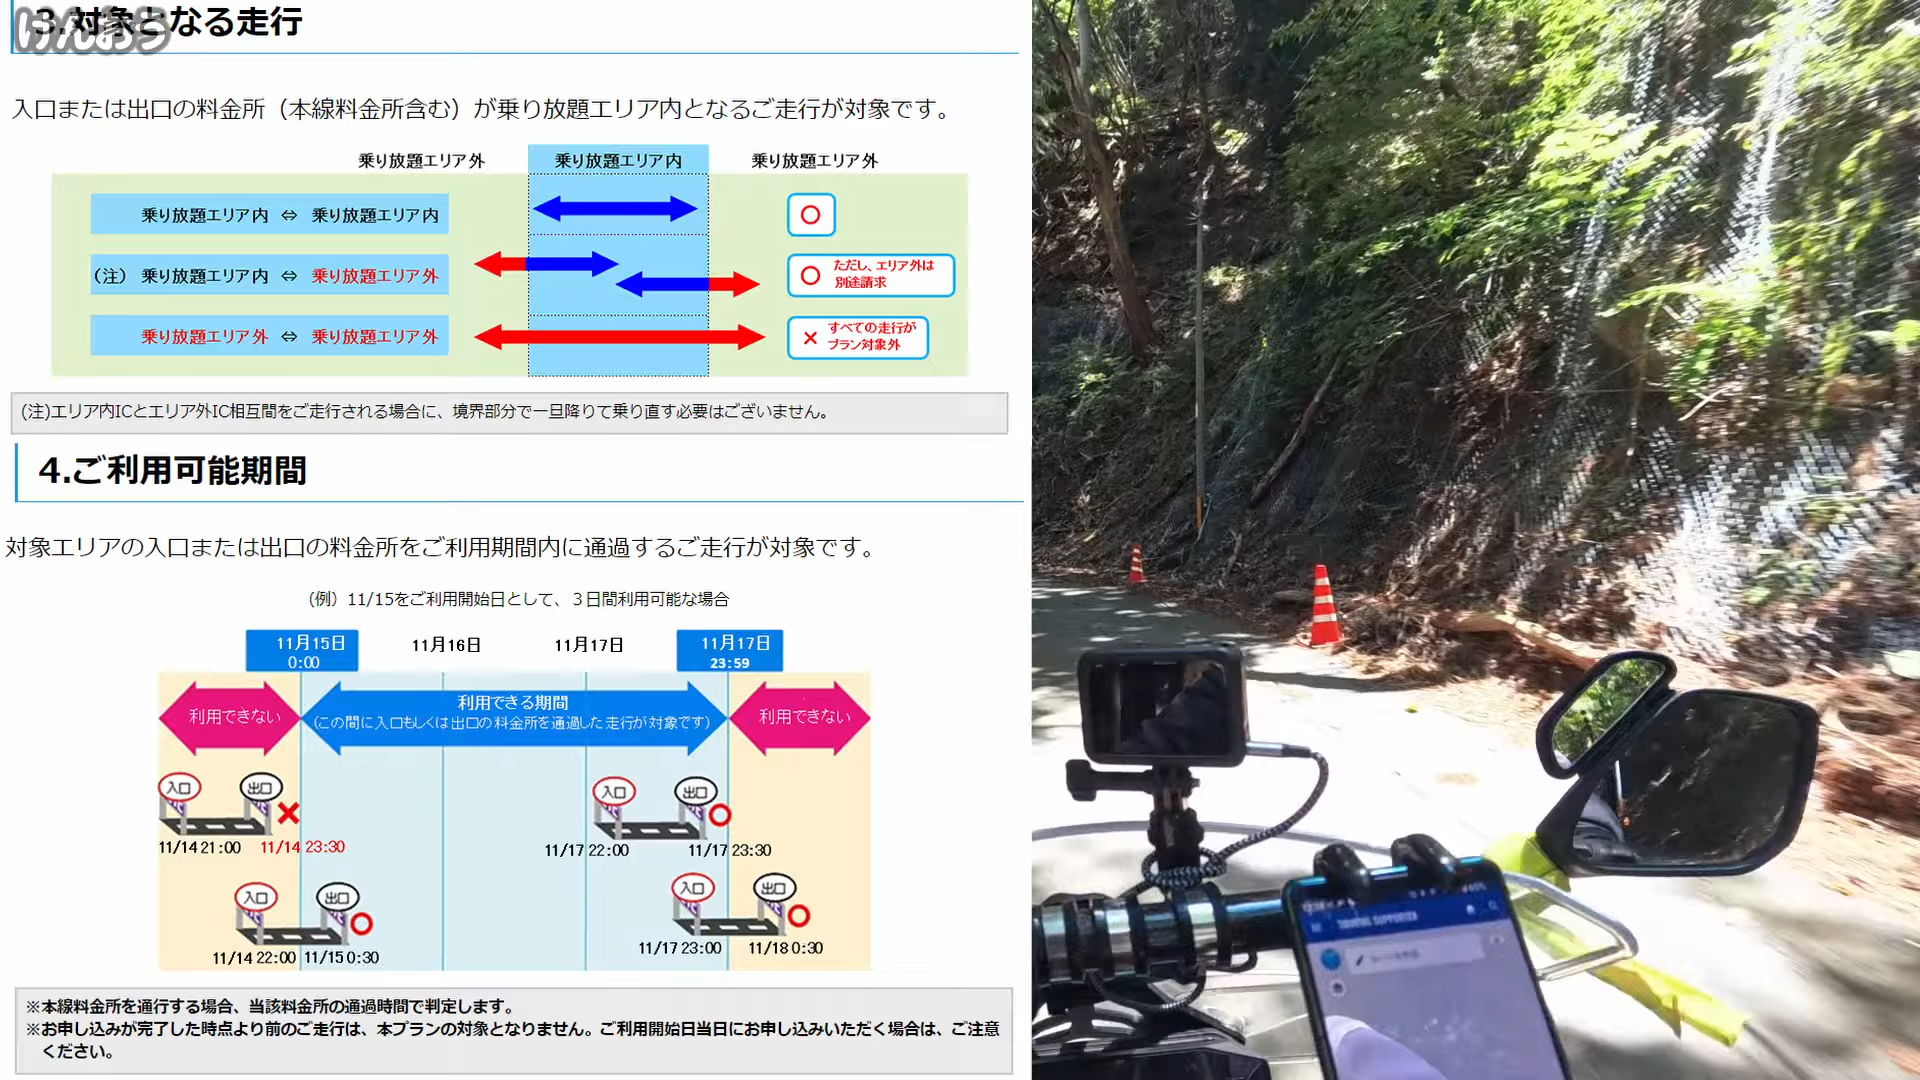 けんおう
3.対象となる走行
入口または出口の料金所（本線料金所含む）が乗り放題エリア内となるご走行が対象です。
乗り放題エリア外 乗り放題エリア内 乗り放題エリア外
乗り放題エリア内 ⇔ 乗り放題エリア内
○
（注） 乗り放題エリア内 ⇔ 乗り放題エリア外
○ ただし、エリア外は
別途請求
乗り放題エリア外 ⇔ 乗り放題エリア外
× すべての走行が
プラン対象外
(注)エリア内ICとエリア外IC相互間をご走行される場合に、境界部分で一旦降りて乗り直す必要はございません。
4.ご利用可能期間
対象エリアの入口または出口の料金所をご利用期間内に通過するご走行が対象です。
（例）11/15をご利用開始日として、３日間利用可能な場合
11月15日
0:00
11月16日
11月17日
11月17日
23:59
利用できない
利用できる期間
（この間に入口もしくは出口の料金所を通過した走行が対象です）
利用できない
入口 出口 ×
11/14 21:00 11/14 23:30
入口 出口 ○
11/17 22:00 11/17 23:30
入口 出口 ○
11/14 22:00 11/15 0:30
入口 出口 ○
11/17 23:00 11/18 0:30
※本線料金所を通行する場合、当該料金所の通過時間で判定します。
※お申し込みが完了した時点より前のご走行は、本プランの対象となりません。ご利用開始日当日にお申し込みいただく場合は、ご注意
ください。
TOURING SUPPORTER